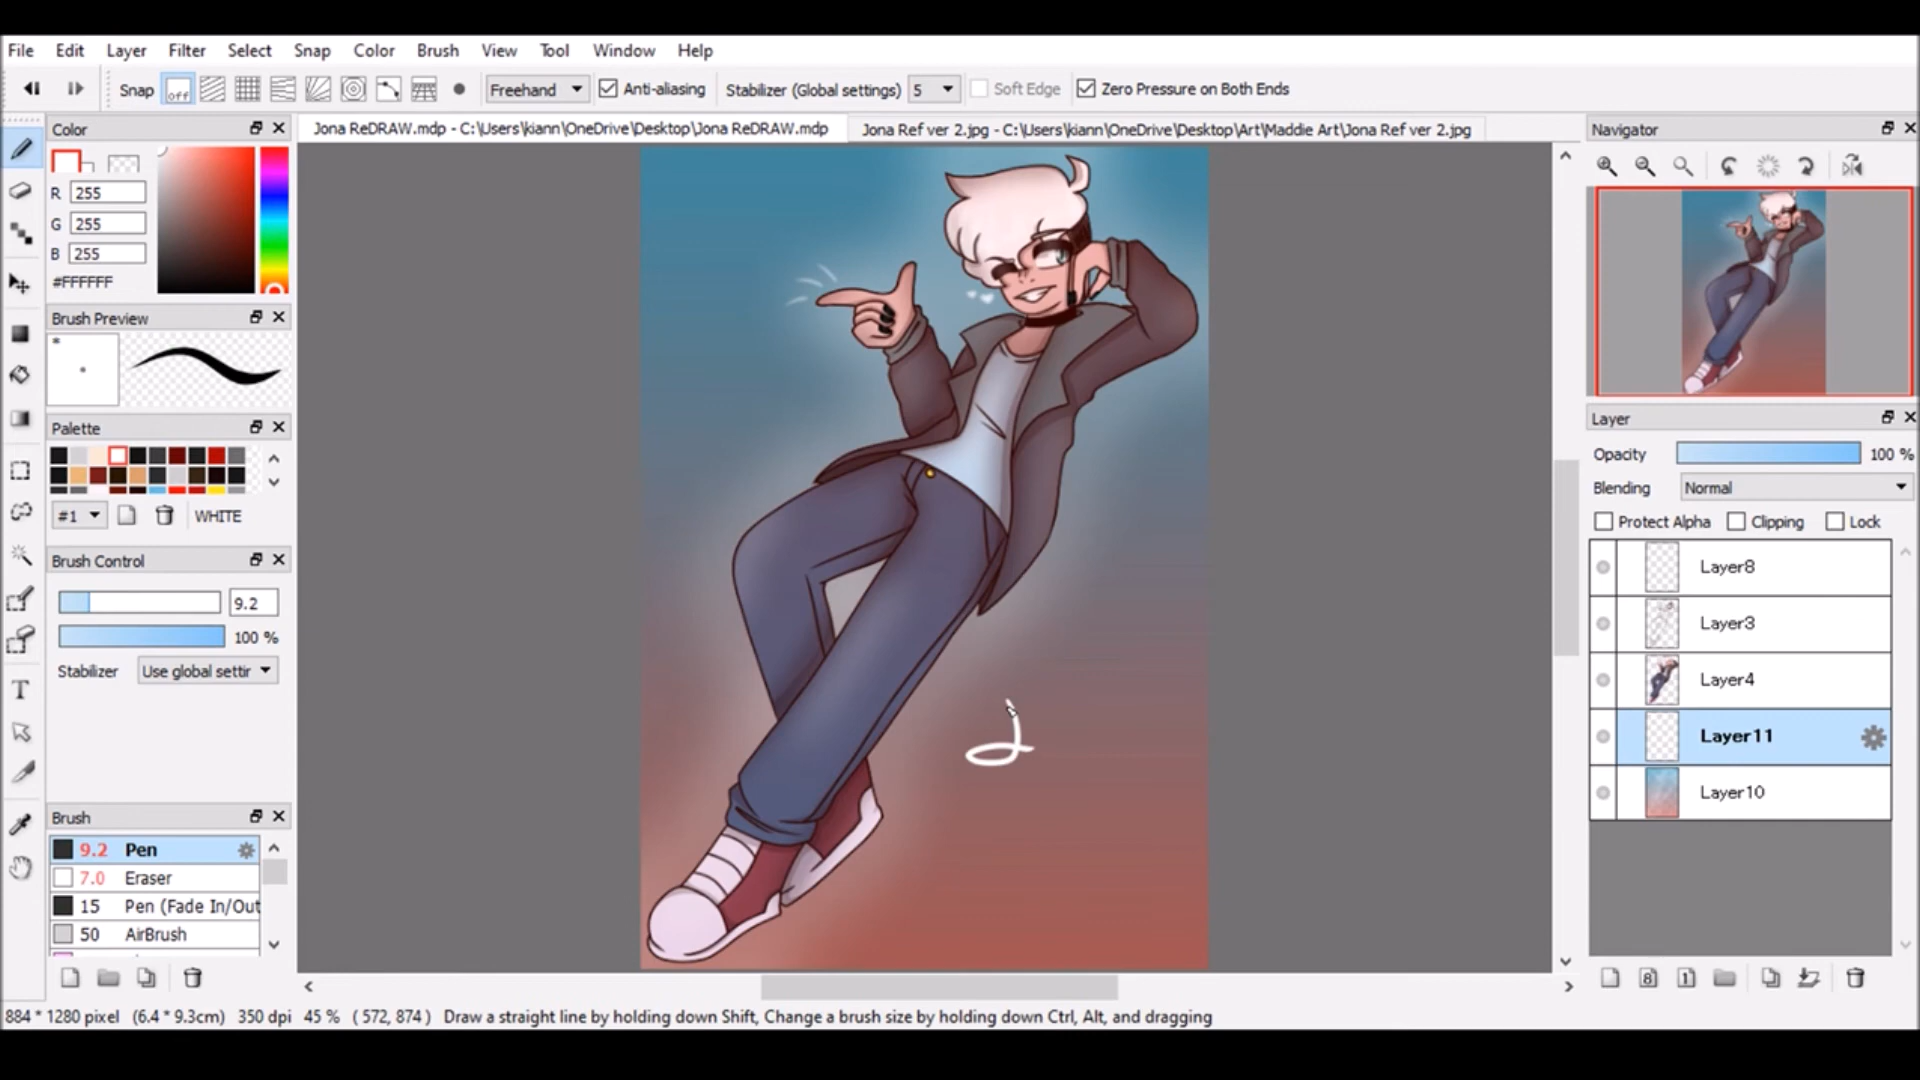 File Edit Layer Filter Select Snap Color Brush View Tool Window Help
Snap off Freehand Anti-aliasing Stabilizer (Global settings) 5 Soft Edge Zero Pressure on Both Ends
Color
Jona ReDRAW.mdp - C:\Users\kiann\OneDrive\Desktop\Jona ReDRAW.mdp
Jona Ref ver 2.jpg - C:\Users\kiann\OneDrive\Desktop\Art\Maddie Art\Jona Ref ver 2.jpg
Navigator
R 255
G 255
B 255
#FFFFFF
Brush Preview
*
Palette
#1 WHITE
Brush Control
9.2
100 %
Stabilizer Use global settir
Brush
9.2 Pen
7.0 Eraser
15 Pen (Fade In/Out
50 AirBrush
Layer
Opacity 100 %
Blending Normal
Protect Alpha Clipping Lock
Layer8
Layer3
Layer4
Layer11
Layer10
8 1
T
884 * 1280 pixel (6.4 * 9.3cm) 350 dpi 45 % ( 572, 874 ) Draw a straight line by holding down Shift, Change a brush size by holding down Ctrl, Alt, and dragging